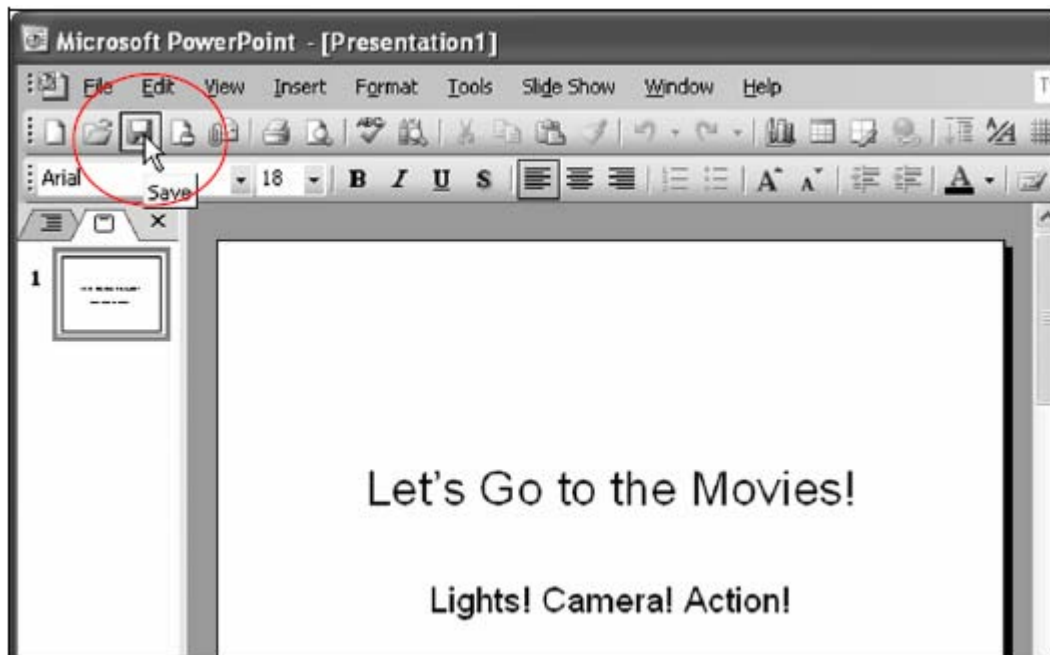 Microsoft PowerPoint - [Presentation1]
File Edit View Insert Format Tools Slide Show Window Help
ABC
Arial 18 B I U S A A A
Save
1
Let's Go to the Movies!
Lights! Camera! Action!